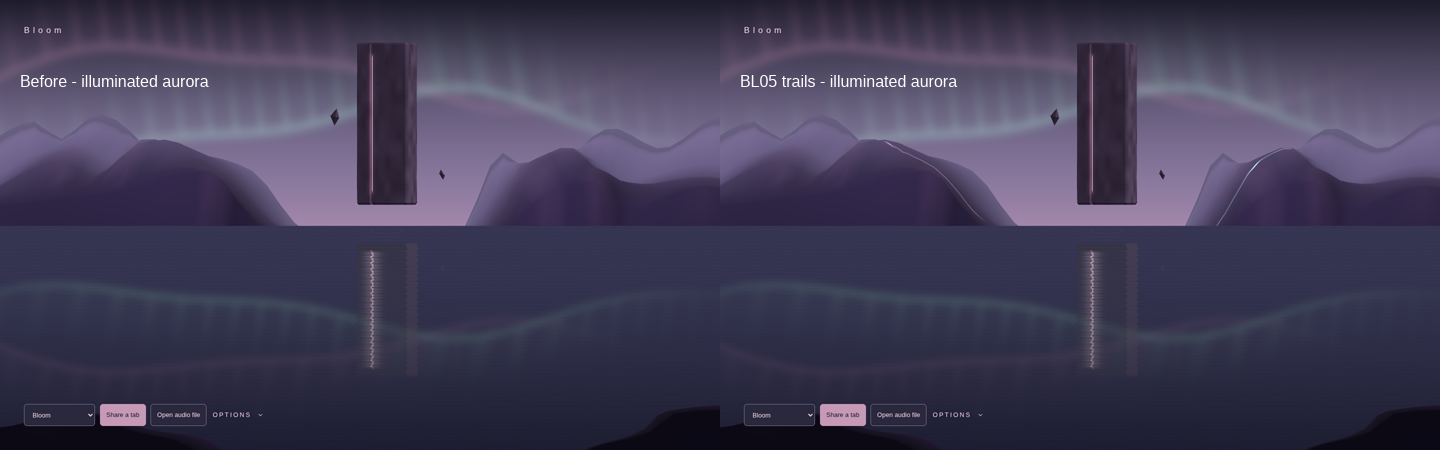 Bloom
Before - illuminated aurora
Bloom Share a tab Open audio file OPTIONS
Bloom
BL05 trails - illuminated aurora
Bloom Share a tab Open audio file OPTIONS